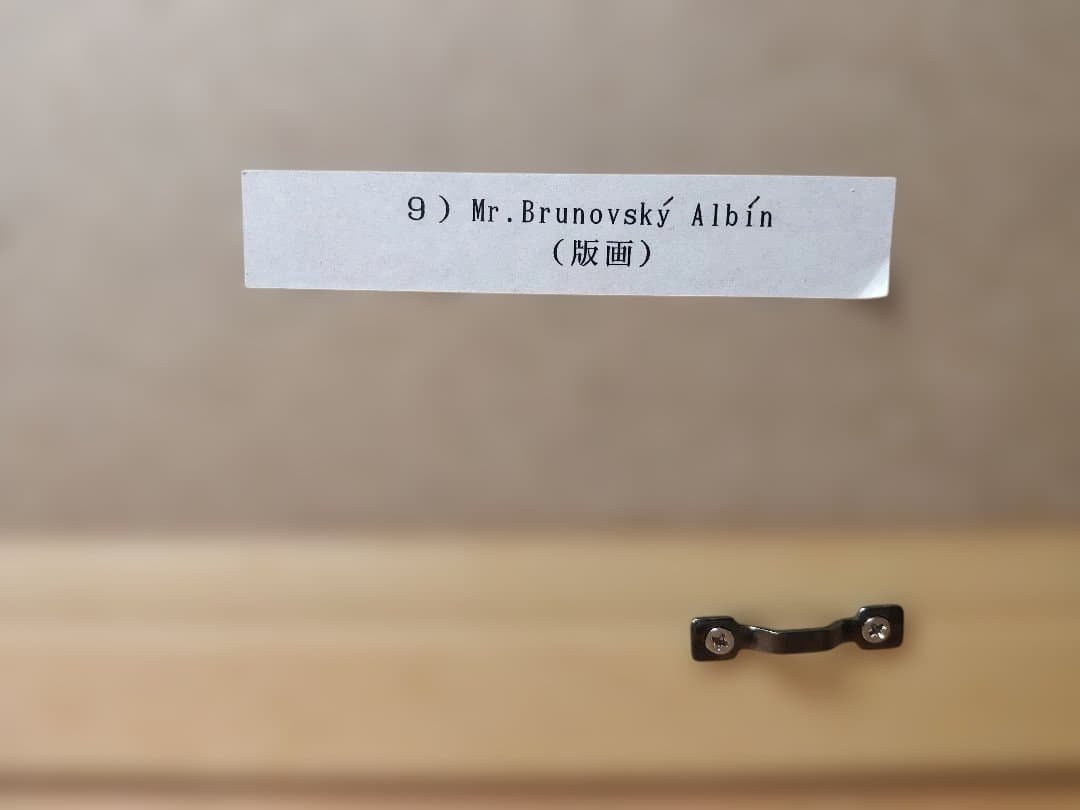 9) Mr.Brunovský Albín
(版画)